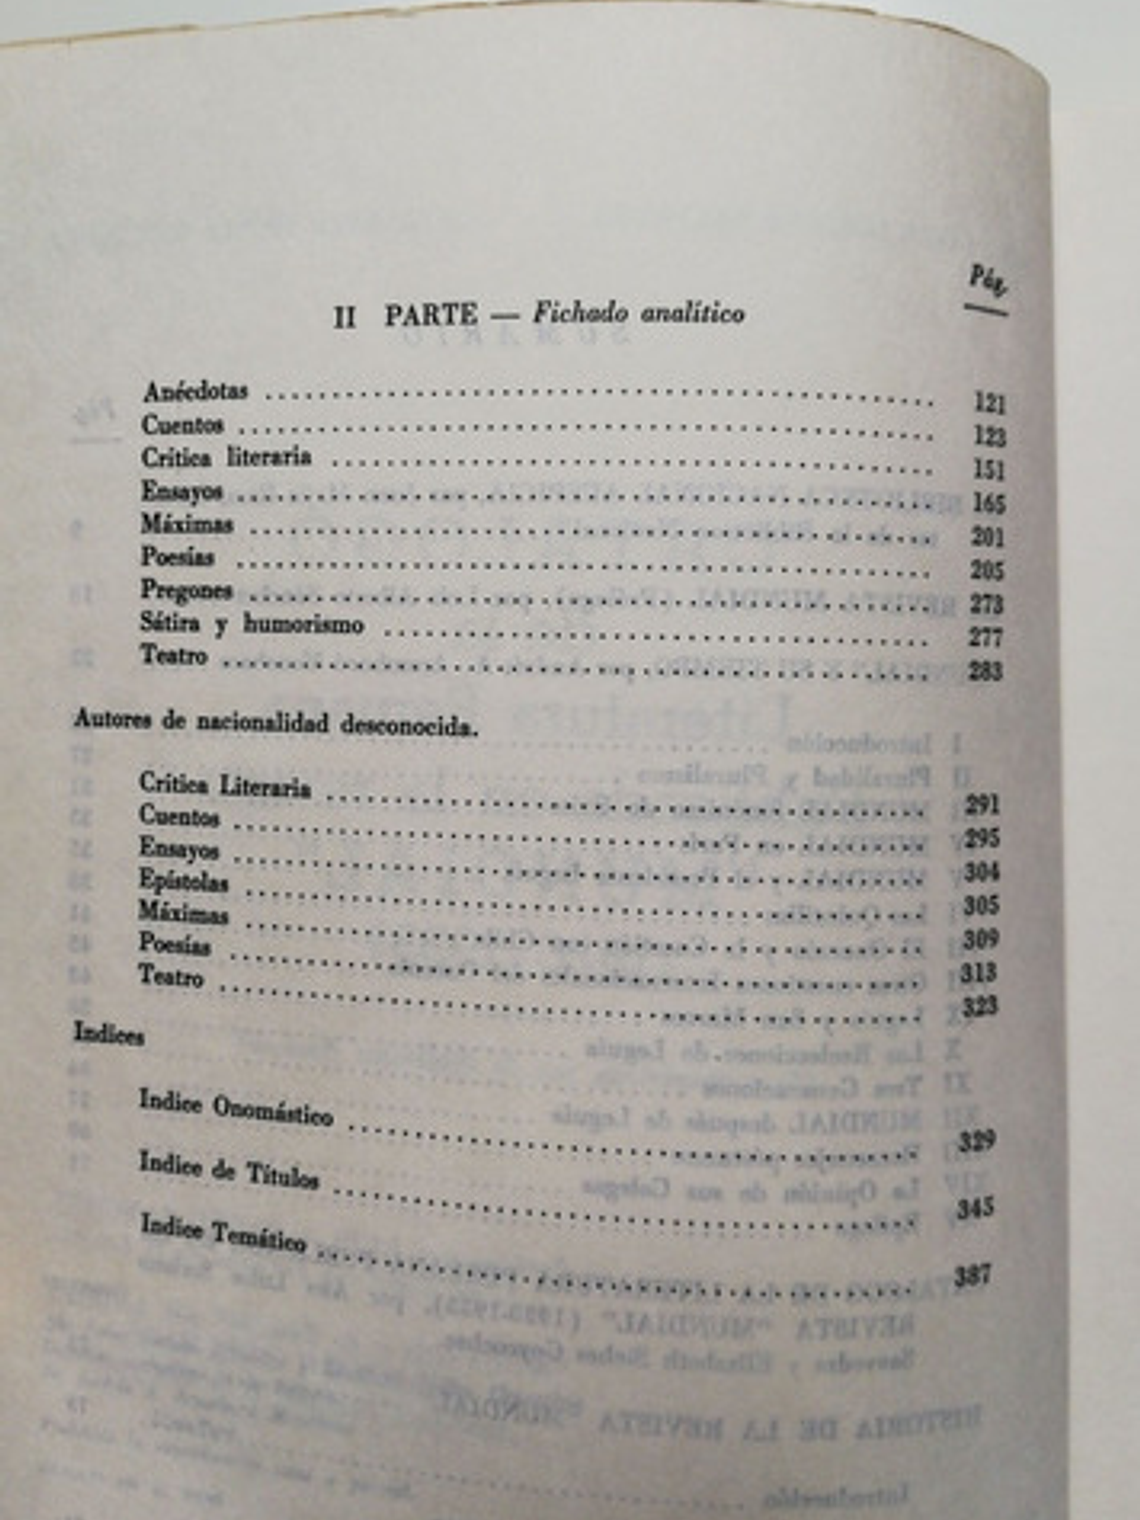 Pág.
II PARTE — Fichado analítico
Anécdotas 121
Cuentos 123
Crítica literaria 151
Ensayos 165
Máximas 201
Poesías 205
Pregones 273
Sátira y humorismo 277
Teatro 283
Autores de nacionalidad desconocida.
Crítica Literaria 291
Cuentos 295
Ensayos 304
Epístolas 305
Máximas 309
Poesías 313
Teatro 323
Indices
Indice Onomástico 329
Indice de Títulos 345
Indice Temático 387